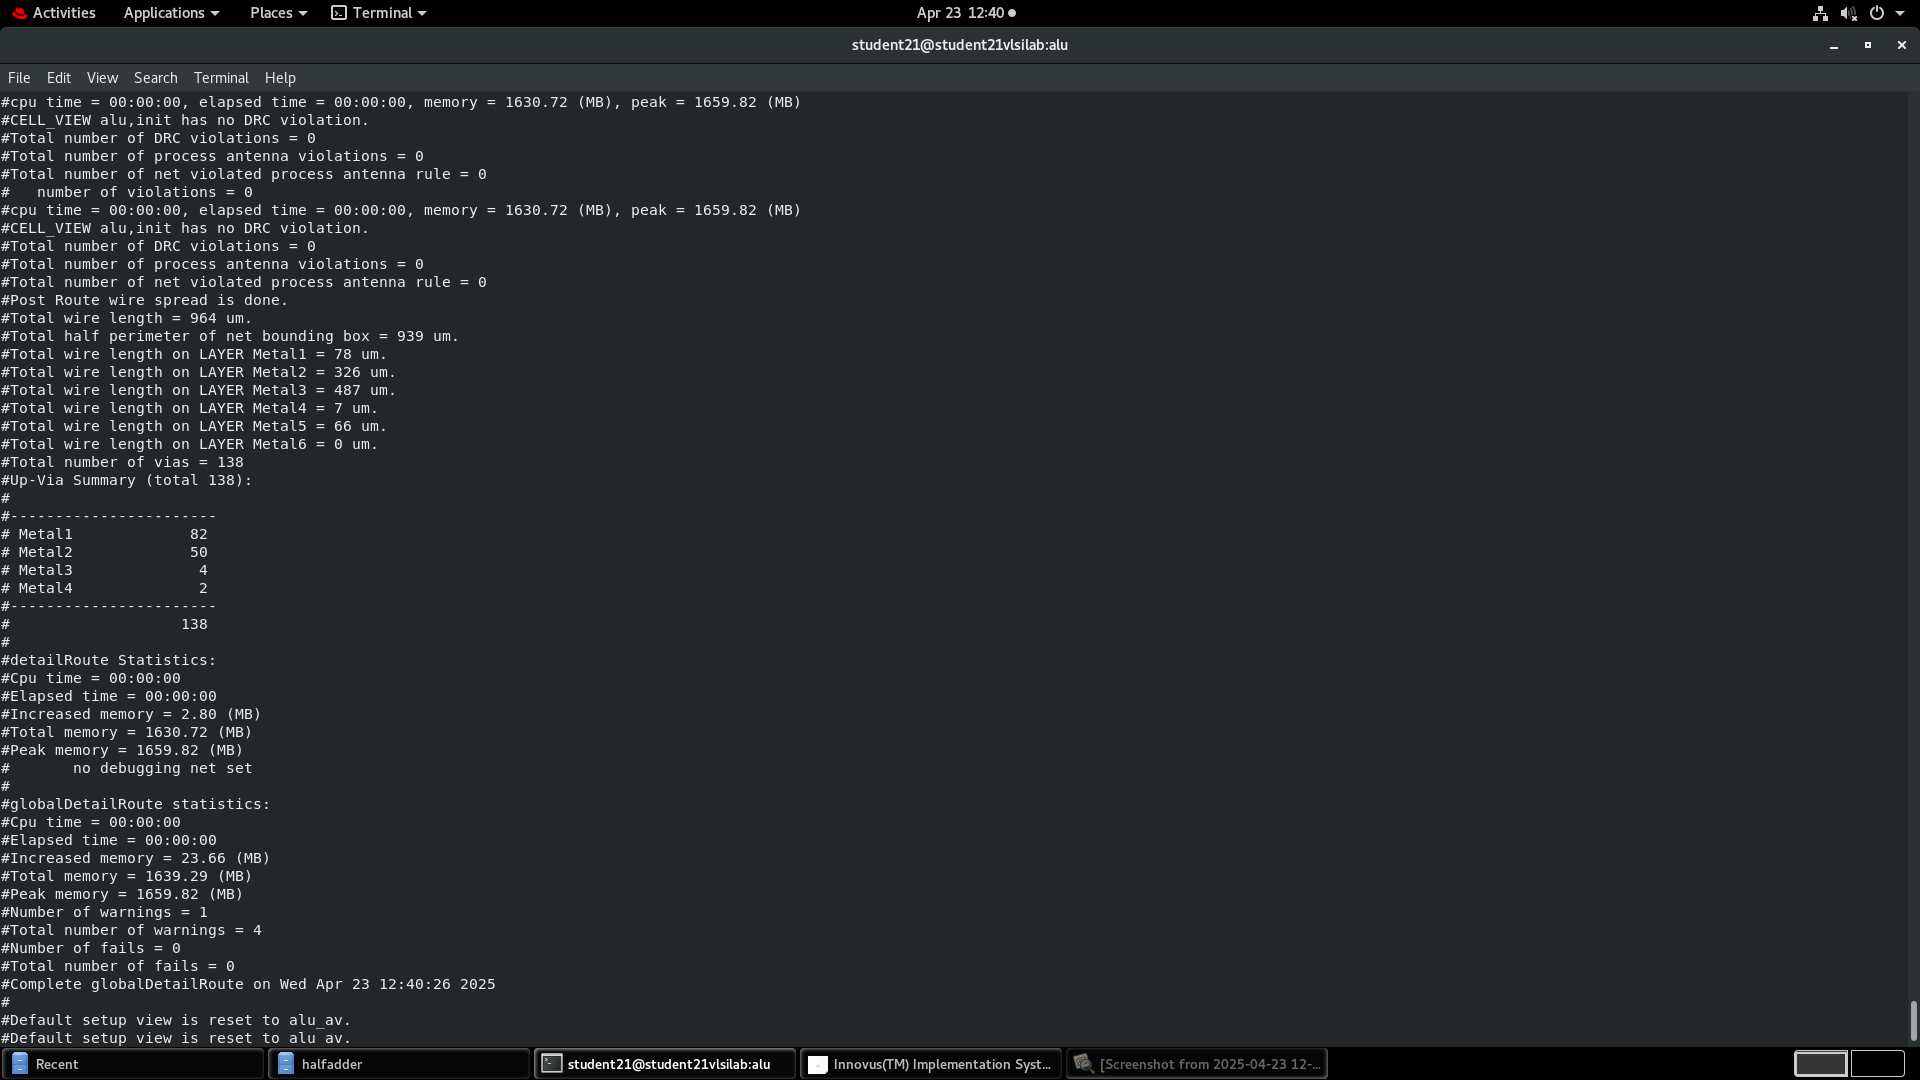 Activities Applications Places Terminal Apr 23 12:40
student21@student21vlsilab:alu
File Edit View Search Terminal Help
#cpu time = 00:00:00, elapsed time = 00:00:00, memory = 1630.72 (MB), peak = 1659.82 (MB)
#CELL_VIEW alu,init has no DRC violation.
#Total number of DRC violations = 0
#Total number of process antenna violations = 0
#Total number of net violated process antenna rule = 0
#   number of violations = 0
#cpu time = 00:00:00, elapsed time = 00:00:00, memory = 1630.72 (MB), peak = 1659.82 (MB)
#CELL_VIEW alu,init has no DRC violation.
#Total number of DRC violations = 0
#Total number of process antenna violations = 0
#Total number of net violated process antenna rule = 0
#Post Route wire spread is done.
#Total wire length = 964 um.
#Total half perimeter of net bounding box = 939 um.
#Total wire length on LAYER Metal1 = 78 um.
#Total wire length on LAYER Metal2 = 326 um.
#Total wire length on LAYER Metal3 = 487 um.
#Total wire length on LAYER Metal4 = 7 um.
#Total wire length on LAYER Metal5 = 66 um.
#Total wire length on LAYER Metal6 = 0 um.
#Total number of vias = 138
#Up-Via Summary (total 138):
#
#-----------------------
# Metal1             82
# Metal2             50
# Metal3              4
# Metal4              2
#-----------------------
#                   138
#
#detailRoute Statistics:
#Cpu time = 00:00:00
#Elapsed time = 00:00:00
#Increased memory = 2.80 (MB)
#Total memory = 1630.72 (MB)
#Peak memory = 1659.82 (MB)
#       no debugging net set
#
#globalDetailRoute statistics:
#Cpu time = 00:00:00
#Elapsed time = 00:00:00
#Increased memory = 23.66 (MB)
#Total memory = 1639.29 (MB)
#Peak memory = 1659.82 (MB)
#Number of warnings = 1
#Total number of warnings = 4
#Number of fails = 0
#Total number of fails = 0
#Complete globalDetailRoute on Wed Apr 23 12:40:26 2025
#
#Default setup view is reset to alu_av.
#Default setup view is reset to alu_av.
Recent halfadder student21@student21vlsilab:alu Innovus(TM) Implementation Syst... [Screenshot from 2025-04-23 12-...